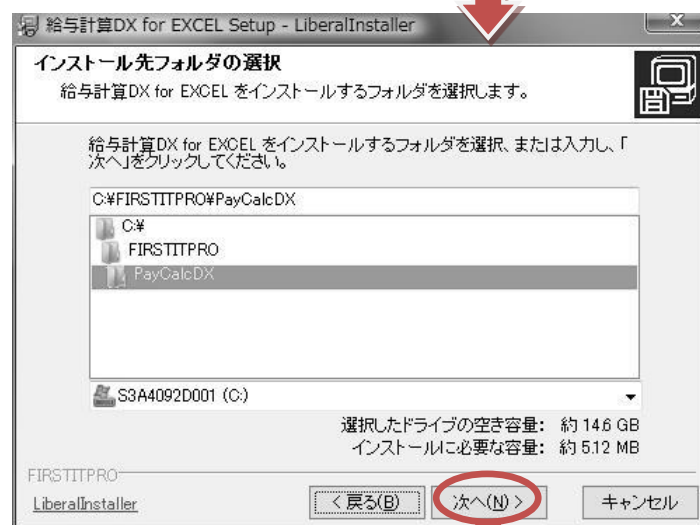 給与計算DX for EXCEL Setup - LiberalInstaller
インストール先フォルダの選択
給与計算DX for EXCEL をインストールするフォルダを選択します。
給与計算DX for EXCEL をインストールするフォルダを選択、または入力し、「
次へ」をクリックしてください。
C:¥FIRSTITPRO¥PayCalcDX
C:¥
FIRSTITPRO
PayCalcDX
S3A4092D001 (C:)
選択したドライブの空き容量: 約 146 GB
インストールに必要な容量: 約 5.12 MB
FIRSTITPRO
LiberalInstaller
< 戻る(B)
次へ(N) >
キャンセル